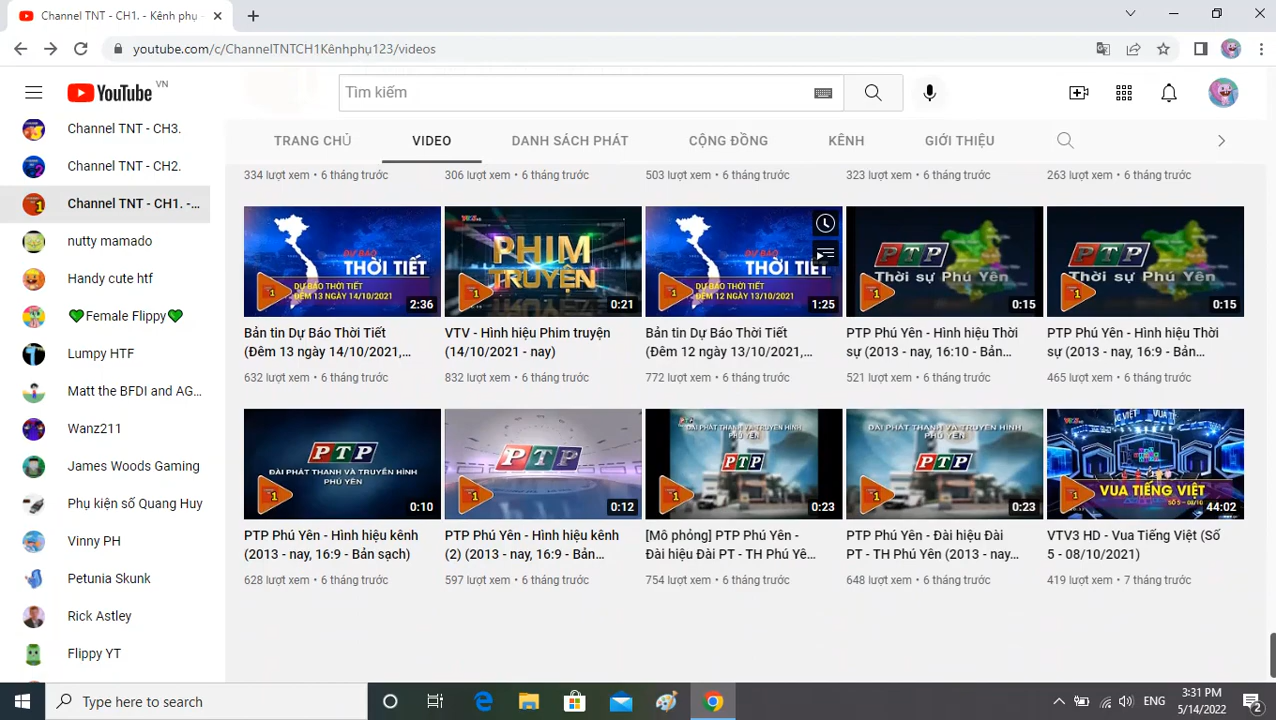 Channel TNT - CH1. - Kênh phụ -
youtube.com/c/ChannelTNTCH1Kênhphụ123/videos
YouTube VN
Tìm kiếm
Channel TNT - CH3.
Channel TNT - CH2.
Channel TNT - CH1. -...
nutty mamado
Handy cute htf
💚Female Flippy💚
Lumpy HTF
Matt the BFDI and AG...
Wanz211
James Woods Gaming
Phụ kiện số Quang Huy
Vinny PH
Petunia Skunk
Rick Astley
Flippy YT
TRANG CHỦ VIDEO DANH SÁCH PHÁT CỘNG ĐỒNG KÊNH GIỚI THIỆU
334 lượt xem • 6 tháng trước 306 lượt xem • 6 tháng trước 503 lượt xem • 6 tháng trước 323 lượt xem • 6 tháng trước 263 lượt xem • 6 tháng trước
DỰ BÁO
THỜI TIẾT
DỰ BÁO THỜI TIẾT
ĐÊM 13 NGÀY 14/10/2021
1
2:36
Bản tin Dự Báo Thời Tiết
(Đêm 13 ngày 14/10/2021,...
632 lượt xem • 6 tháng trước
PHIM
TRUYỆN
1
0:21
VTV - Hình hiệu Phim truyện
(14/10/2021 - nay)
832 lượt xem • 6 tháng trước
DỰ BÁO
THỜI TIẾT
DỰ BÁO THỜI TIẾT
ĐÊM 12 NGÀY 13/10/2021
1
1:25
Bản tin Dự Báo Thời Tiết
(Đêm 12 ngày 13/10/2021,...
772 lượt xem • 6 tháng trước
PTP
Thời sự Phú Yên
1
0:15
PTP Phú Yên - Hình hiệu Thời
sự (2013 - nay, 16:10 - Bản...
521 lượt xem • 6 tháng trước
PTP
Thời sự Phú Yên
1
0:15
PTP Phú Yên - Hình hiệu Thời
sự (2013 - nay, 16:9 - Bản...
465 lượt xem • 6 tháng trước
PTP
ĐÀI PHÁT THANH VÀ TRUYỀN HÌNH
PHÚ YÊN
1
0:10
PTP Phú Yên - Hình hiệu kênh
(2013 - nay, 16:9 - Bản sạch)
628 lượt xem • 6 tháng trước
PTP
1
0:12
PTP Phú Yên - Hình hiệu kênh
(2) (2013 - nay, 16:9 - Bản...
597 lượt xem • 6 tháng trước
ĐÀI PHÁT THANH VÀ TRUYỀN HÌNH
PHÚ YÊN
PTP
1
0:23
[Mô phỏng] PTP Phú Yên -
Đài hiệu Đài PT - TH Phú Yê...
754 lượt xem • 6 tháng trước
ĐÀI PHÁT THANH VÀ TRUYỀN HÌNH
PHÚ YÊN
PTP
1
0:23
PTP Phú Yên - Đài hiệu Đài
PT - TH Phú Yên (2013 - nay...
648 lượt xem • 6 tháng trước
VUA TIẾNG VIỆT
1
44:02
VTV3 HD - Vua Tiếng Việt (Số
5 - 08/10/2021)
419 lượt xem • 7 tháng trước
Type here to search
ENG
3:31 PM
5/14/2022
2